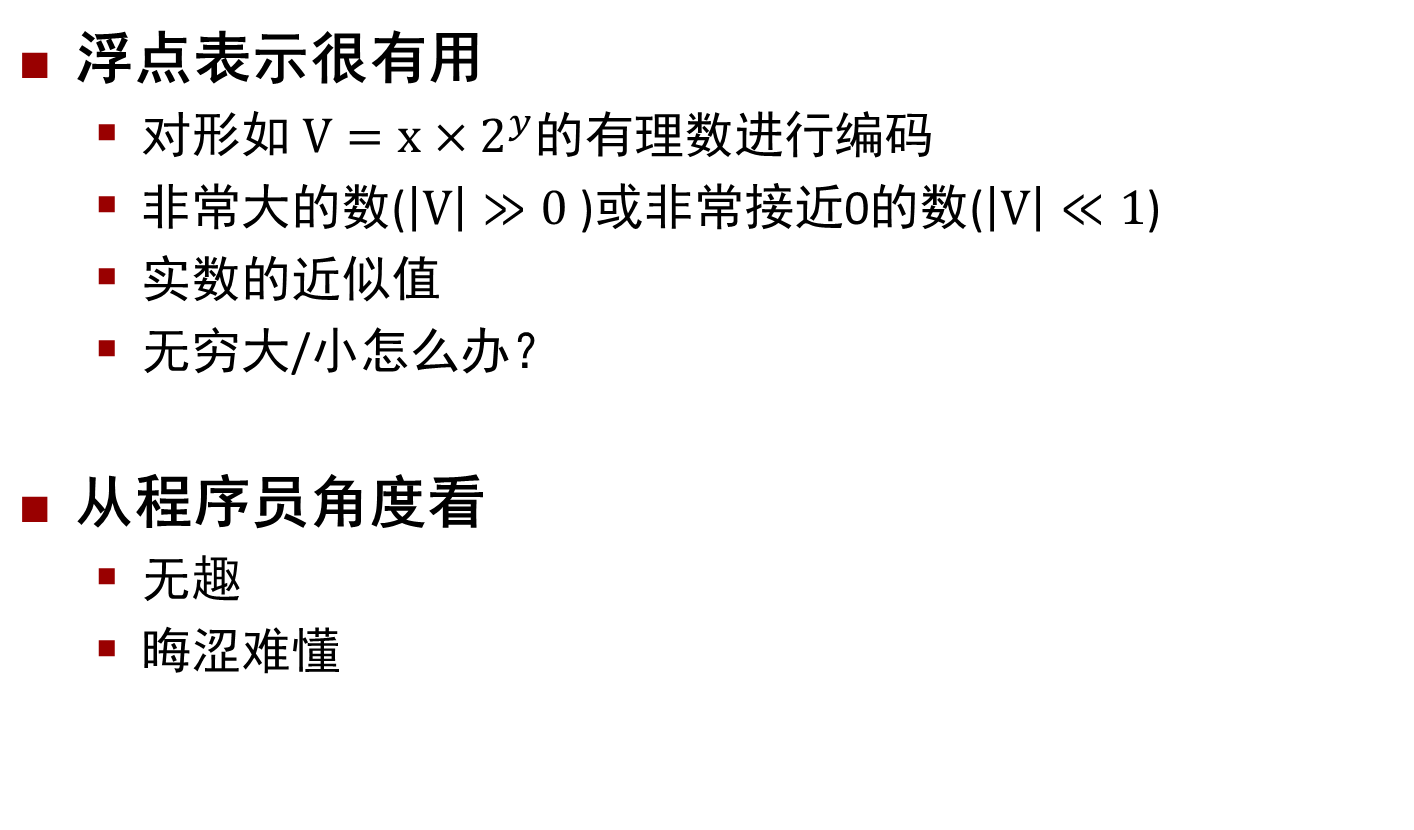 ■ 浮点表示很有用
▪ 对形如 V = x × 2^y 的有理数进行编码
▪ 非常大的数(|V| ≫ 0 )或非常接近0的数(|V| ≪ 1)
▪ 实数的近似值
▪ 无穷大/小怎么办？
■ 从程序员角度看
▪ 无趣
▪ 晦涩难懂